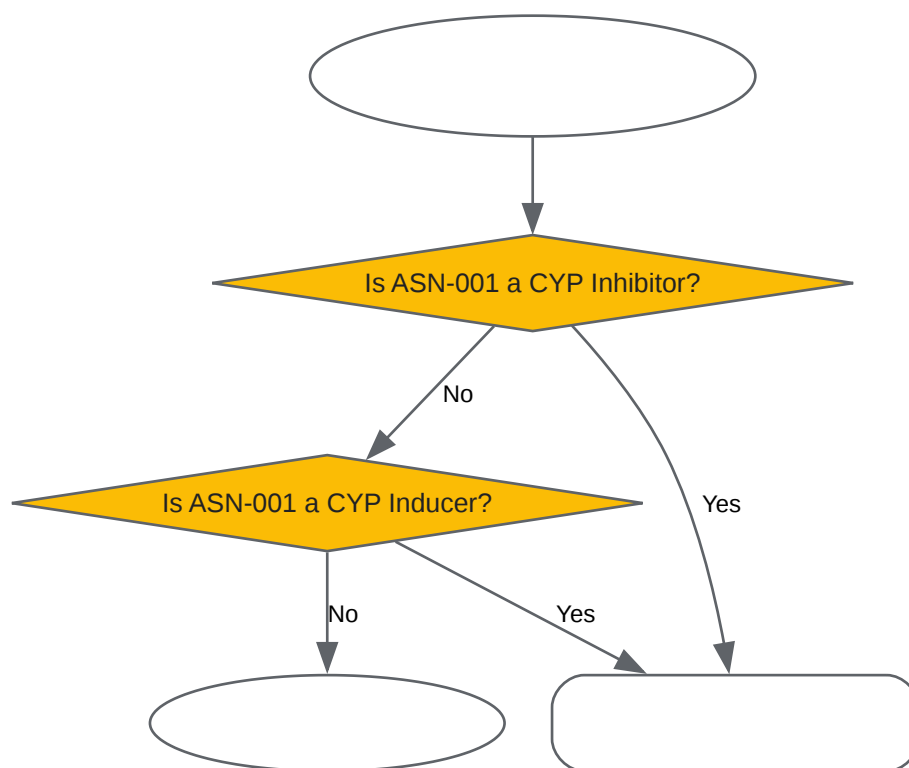 Is ASN-001 a CYP Inhibitor?
No
Is ASN-001 a CYP Inducer?
Yes
No
Yes